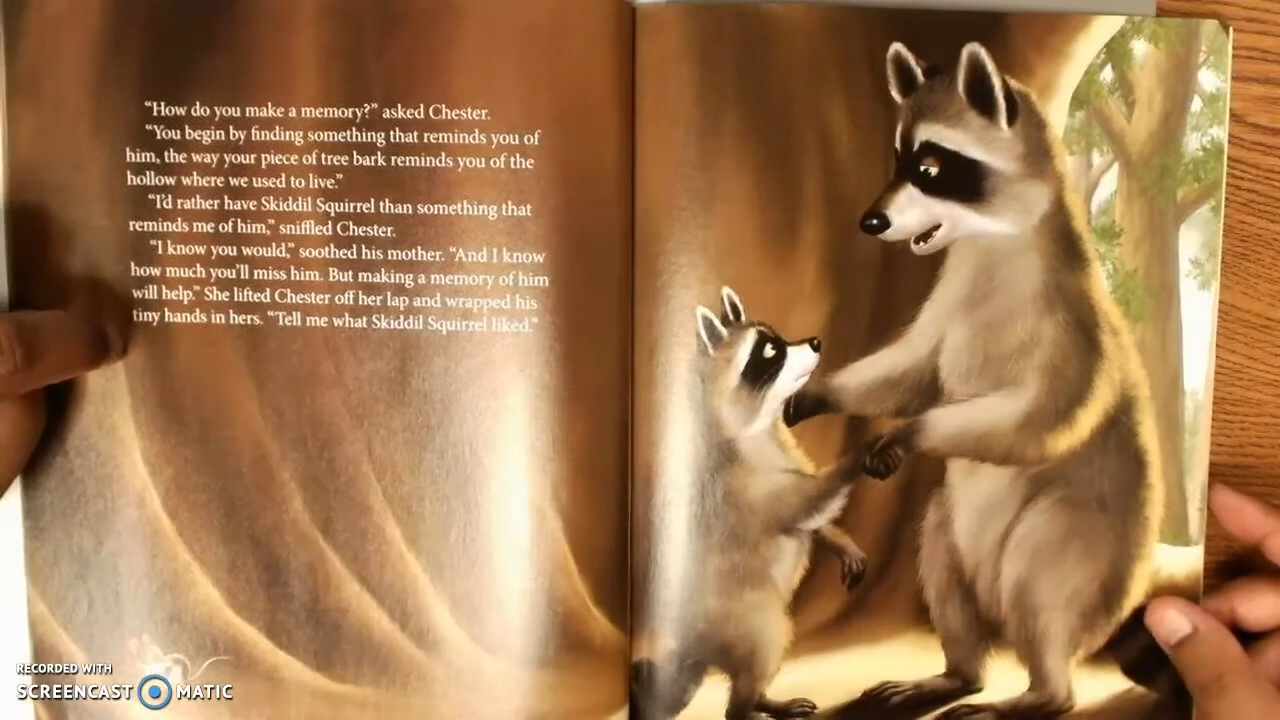 “How do you make a memory?” asked Chester.
“You begin by finding something that reminds you of
him, the way your piece of tree bark reminds you of the
hollow where we used to live.”
“I’d rather have Skiddil Squirrel than something that
reminds me of him,” sniffled Chester.
“I know you would,” soothed his mother. “And I know
how much you’ll miss him. But making a memory of him
will help.” She lifted Chester off her lap and wrapped his
tiny hands in hers. “Tell me what Skiddil Squirrel liked.”
RECORDED WITH
SCREENCAST MATIC